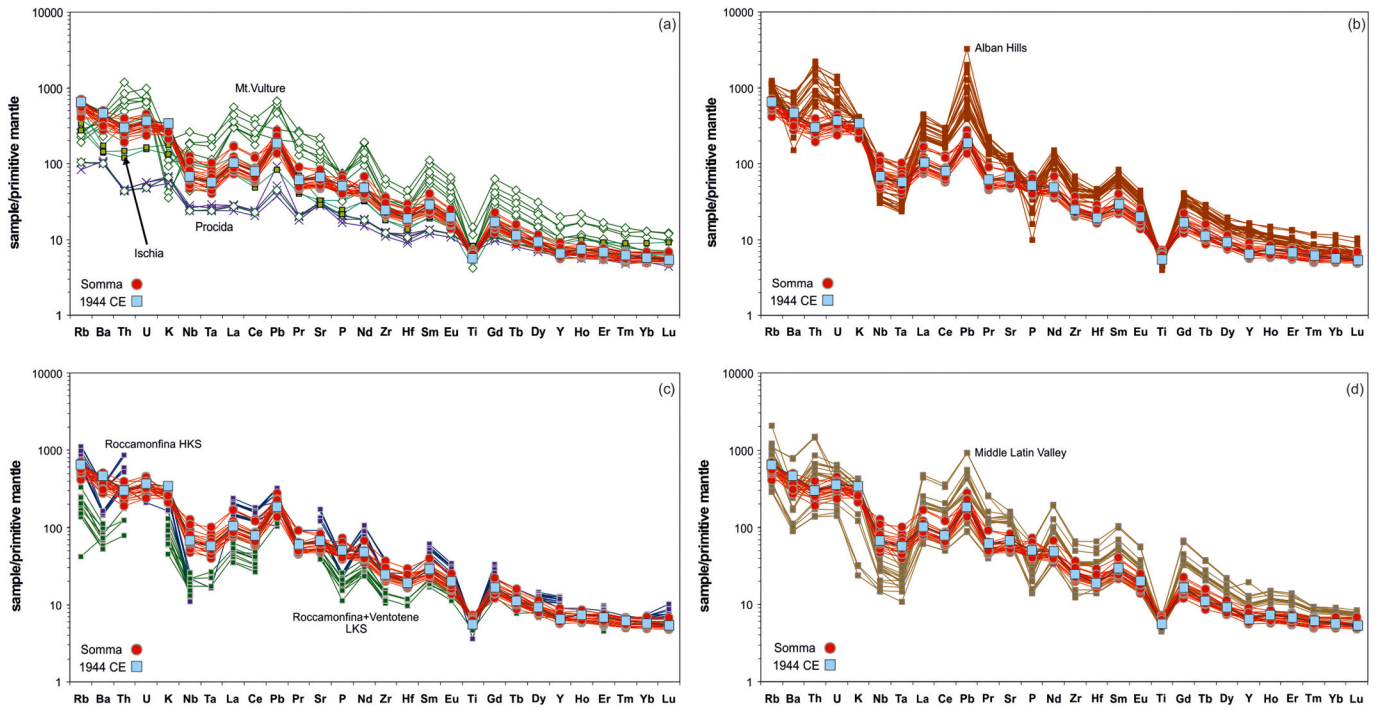 (a)
sample/primitive mantle
10000
1000
100
10
1
Mt.Vulture
Procida
Ischia
Somma
1944 CE
Rb Ba Th U K Nb Ta La Ce Pb Pr Sr P Nd Zr Hf Sm Eu Ti Gd Tb Dy Y Ho Er Tm Yb Lu
(b)
sample/primitive mantle
10000
1000
100
10
1
Alban Hills
Somma
1944 CE
Rb Ba Th U K Nb Ta La Ce Pb Pr Sr P Nd Zr Hf Sm Eu Ti Gd Tb Dy Y Ho Er Tm Yb Lu
(c)
sample/primitive mantle
10000
1000
100
10
1
Roccamonfina HKS
Roccamonfina+Ventotene
LKS
Somma
1944 CE
Rb Ba Th U K Nb Ta La Ce Pb Pr Sr P Nd Zr Hf Sm Eu Ti Gd Tb Dy Y Ho Er Tm Yb Lu
(d)
sample/primitive mantle
10000
1000
100
10
1
Middle Latin Valley
Somma
1944 CE
Rb Ba Th U K Nb Ta La Ce Pb Pr Sr P Nd Zr Hf Sm Eu Ti Gd Tb Dy Y Ho Er Tm Yb Lu